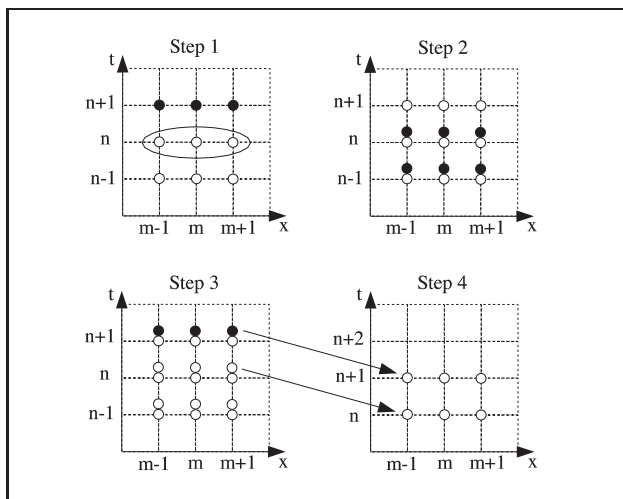 Step 1
t
n+1
n
n-1
m-1 m m+1 x
Step 2
t
n+1
n
n-1
m-1 m m+1 x
Step 3
t
n+1
n
n-1
m-1 m m+1 x
Step 4
t
n+2
n+1
n
m-1 m m+1 x